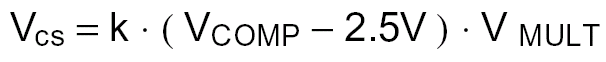 Vcs = k · ( VCOMP − 2.5V ) · V MULT